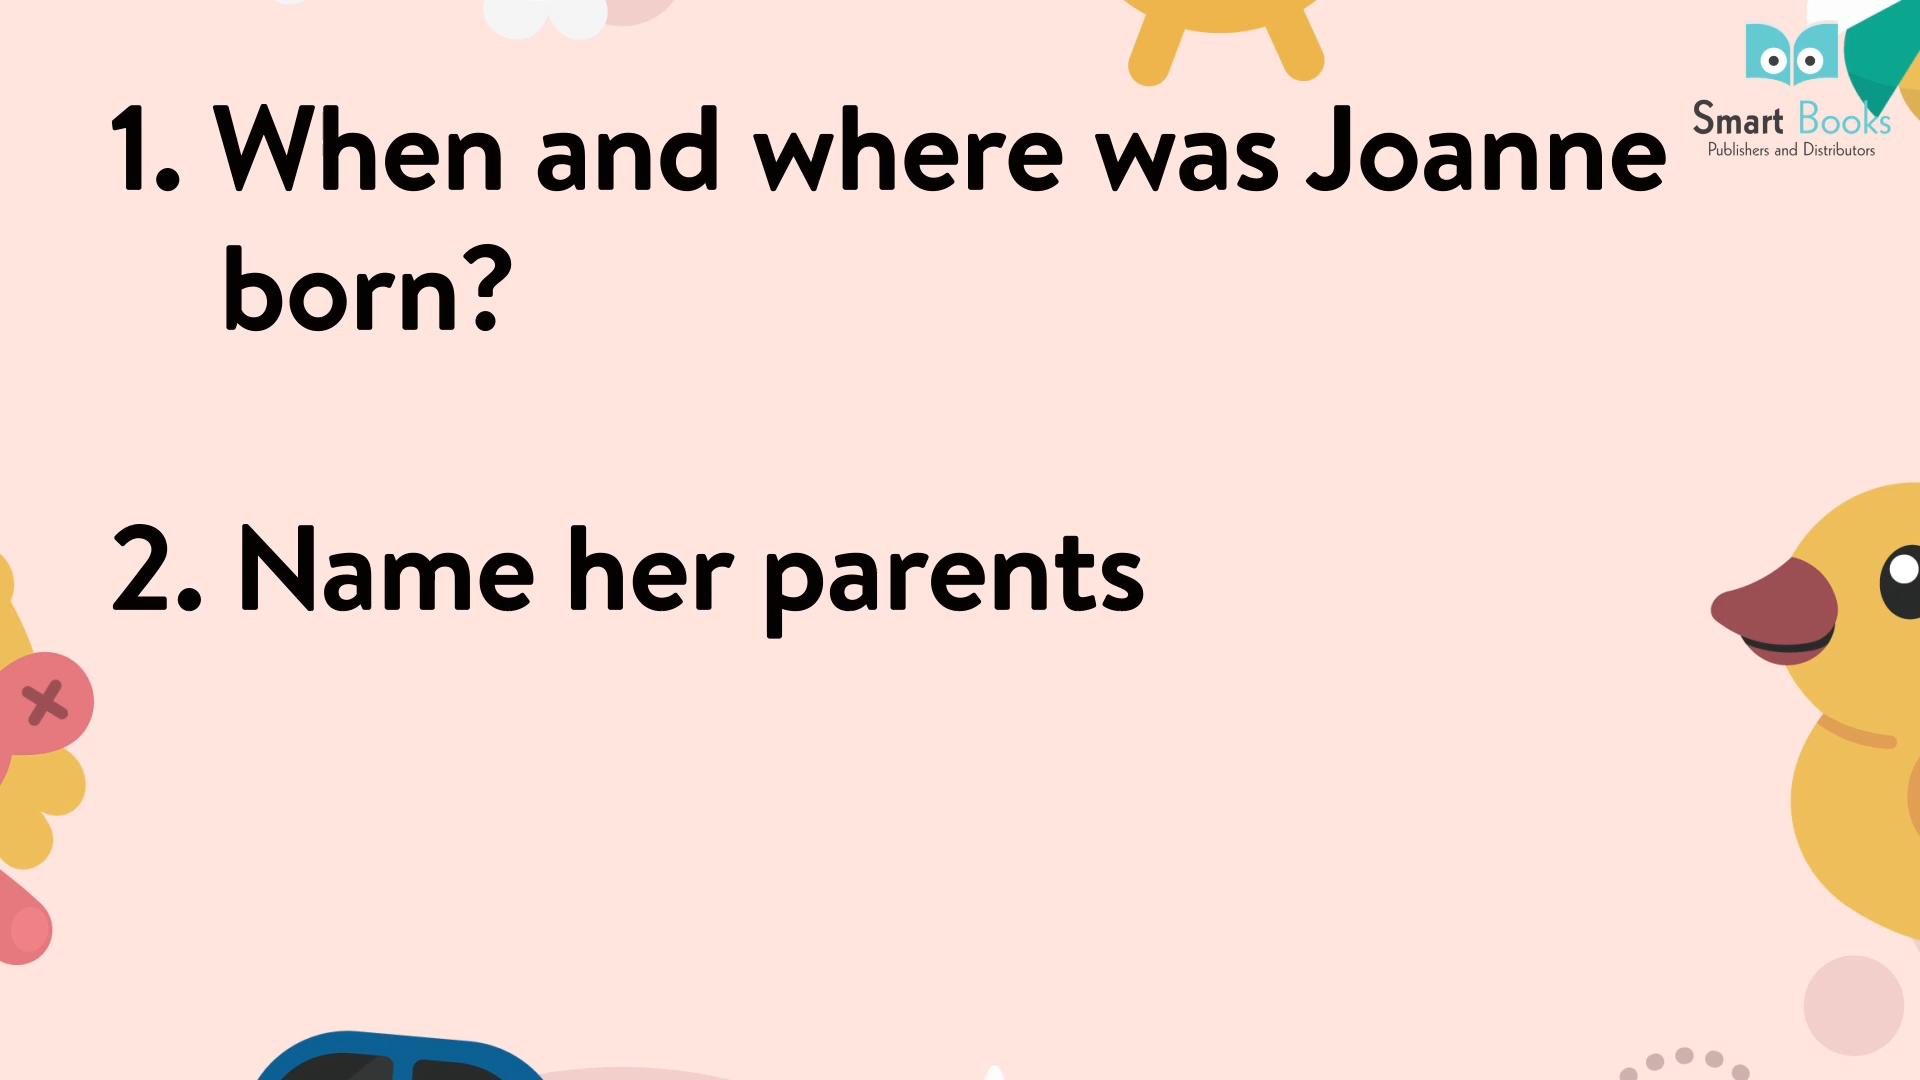 1. When and where was Joanne
born?
2. Name her parents
Smart Books
Publishers and Distributors